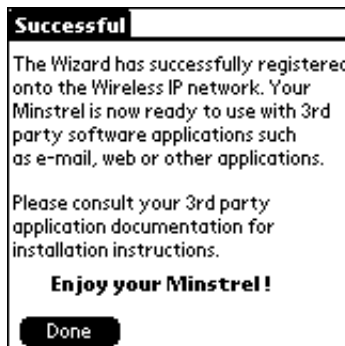 Successful
The Wizard has successfully registered
onto the Wireless IP network. Your
Minstrel is now ready to use with 3rd
party software applications such
as e-mail, web or other applications.
Please consult your 3rd party
application documentation for
installation instructions.
Enjoy your Minstrel!
Done